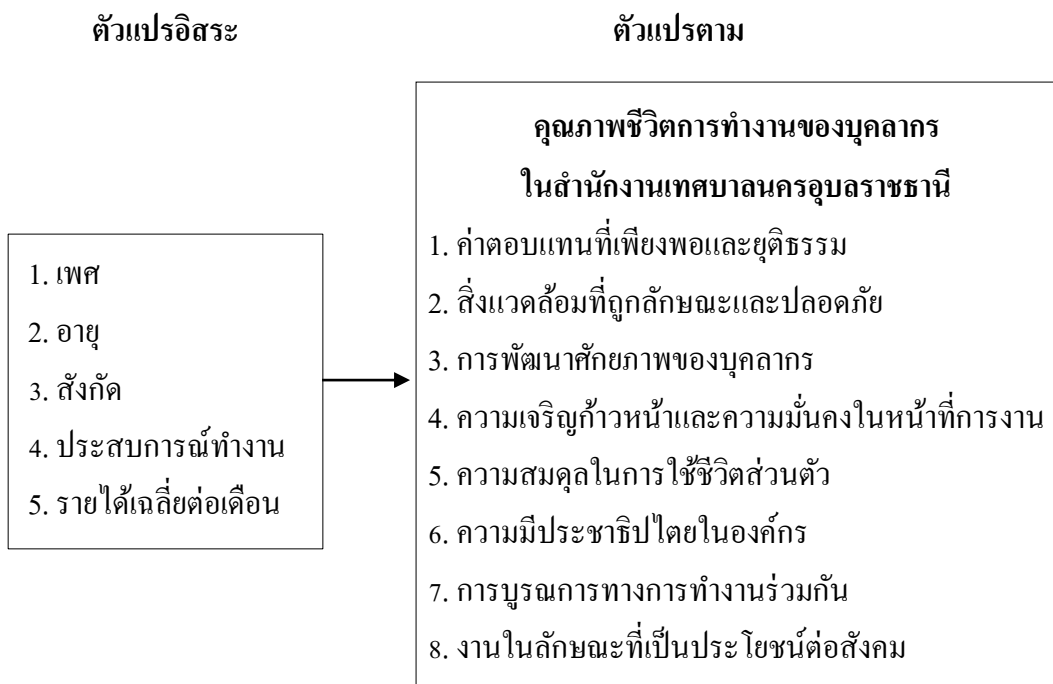 ตัวแปรอิสระ
ตัวแปรตาม
1. เพศ
2. อายุ
3. สังกัด
4. ประสบการณ์ทำงาน
5. รายได้เฉลี่ยต่อเดือน
คุณภาพชีวิตการทำงานของบุคลากร
ในสำนักงานเทศบาลนครอุบลราชธานี
1. ค่าตอบแทนที่เพียงพอและยุติธรรม
2. สิ่งแวดล้อมที่ถูกลักษณะและปลอดภัย
3. การพัฒนาศักยภาพของบุคลากร
4. ความเจริญก้าวหน้าและความมั่นคงในหน้าที่การงาน
5. ความสมดุลในการใช้ชีวิตส่วนตัว
6. ความมีประชาธิปไตยในองค์กร
7. การบูรณการทางการทำงานร่วมกัน
8. งานในลักษณะที่เป็นประโยชน์ต่อสังคม